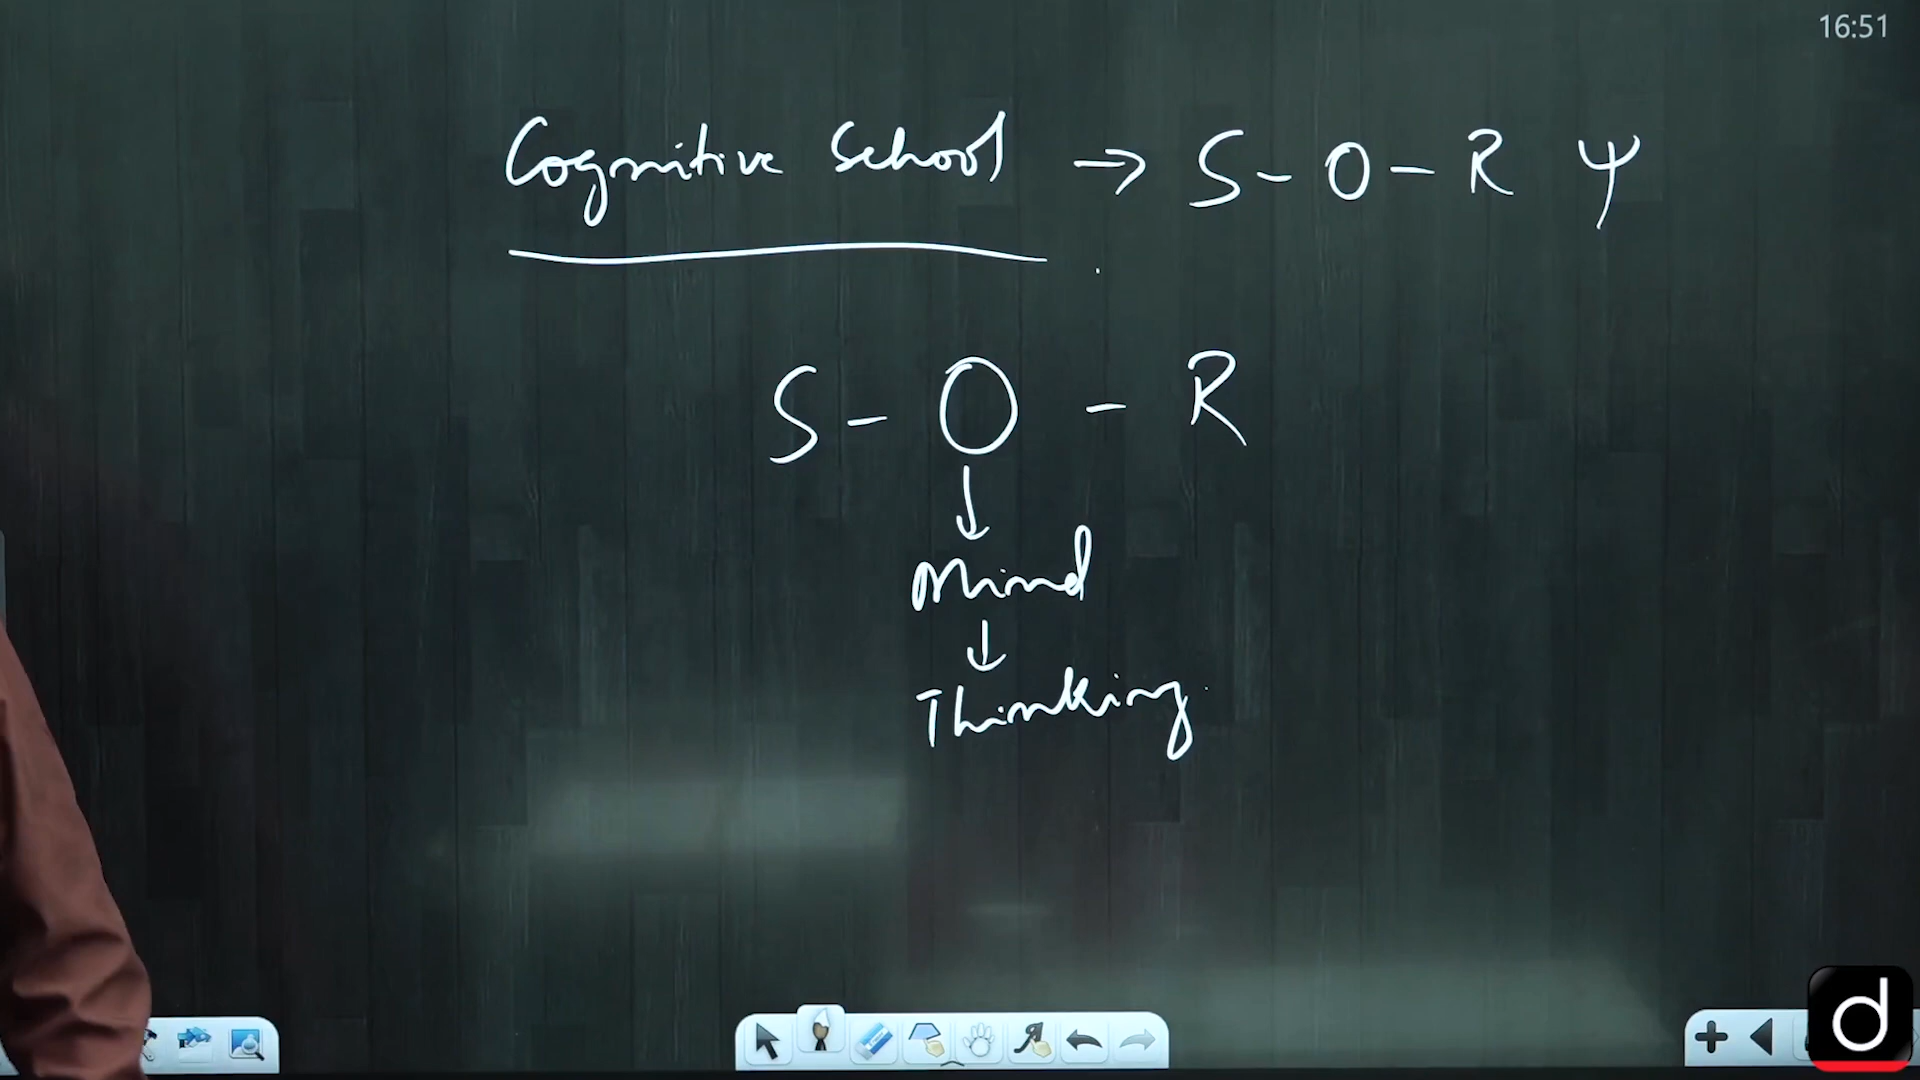 16:51
Cognitive School → S - O - R ψ
S - O - R
↓
Mind
↓
Thinking
d